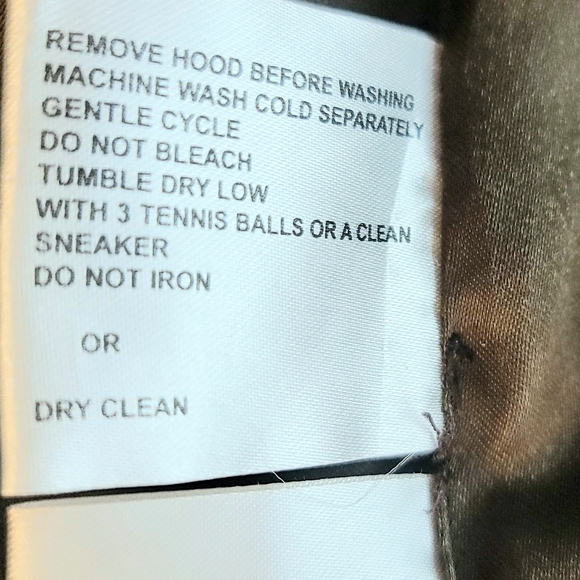 REMOVE HOOD BEFORE WASHING
MACHINE WASH COLD SEPARATELY
GENTLE CYCLE
DO NOT BLEACH
TUMBLE DRY LOW
WITH 3 TENNIS BALLS OR A CLEAN
SNEAKER
DO NOT IRON
OR
DRY CLEAN